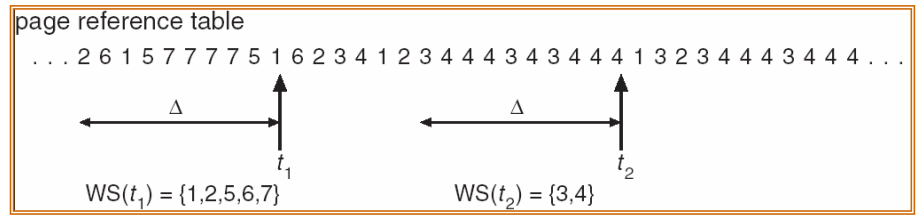 page reference table
. . . 2 6 1 5 7 7 7 7 5 1 6 2 3 4 1 2 3 4 4 4 3 4 3 4 4 4 1 3 2 3 4 4 4 3 4 4 4 . . .
Δ Δ
t1 t2
WS(t1) = {1,2,5,6,7} WS(t2) = {3,4}